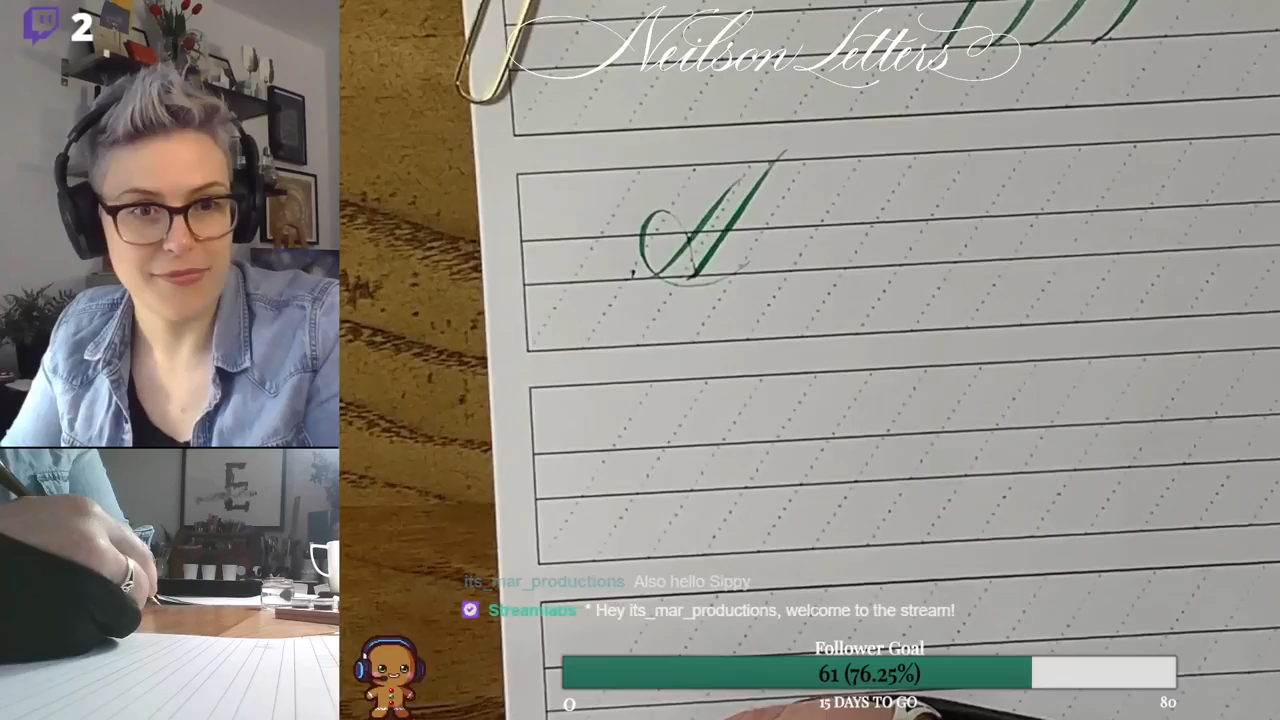 2
Neilson Letters
A
its_mar_productions Also hello Sippy
Streamlabs * Hey its_mar_productions, welcome to the stream!
Follower Goal
61 (76.25%)
0 15 DAYS TO GO 80